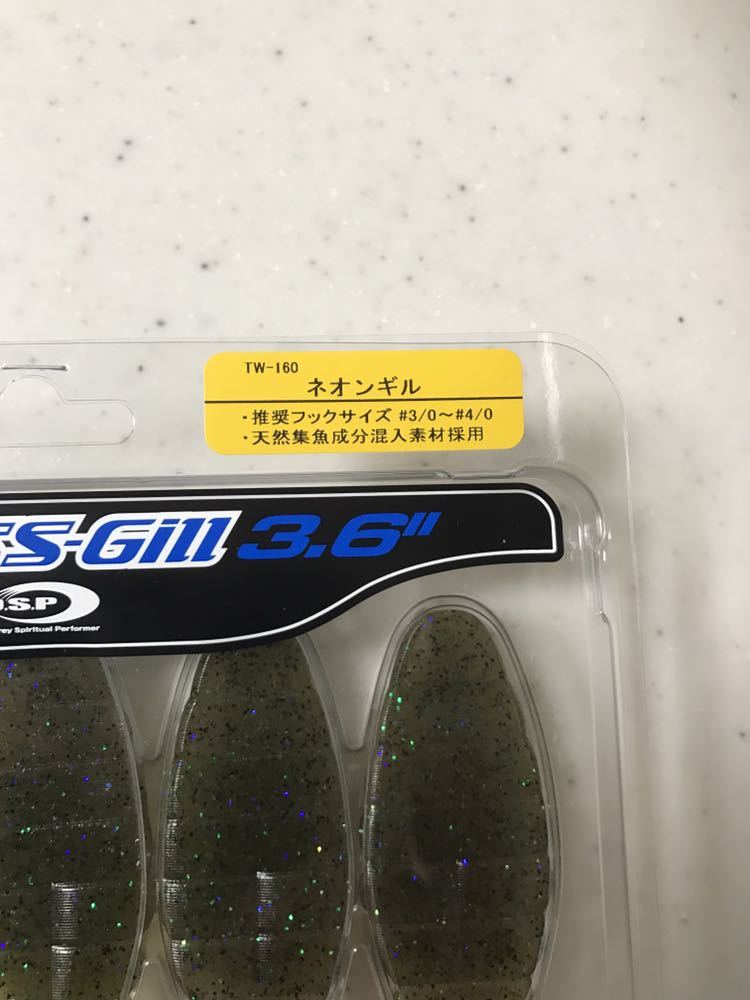 TW-160
ネオンギル
・推奨フックサイズ #3/0～#4/0
・天然集魚成分混入素材採用
S-Gill 3.6"
.S.P
rey Spiritual Performer